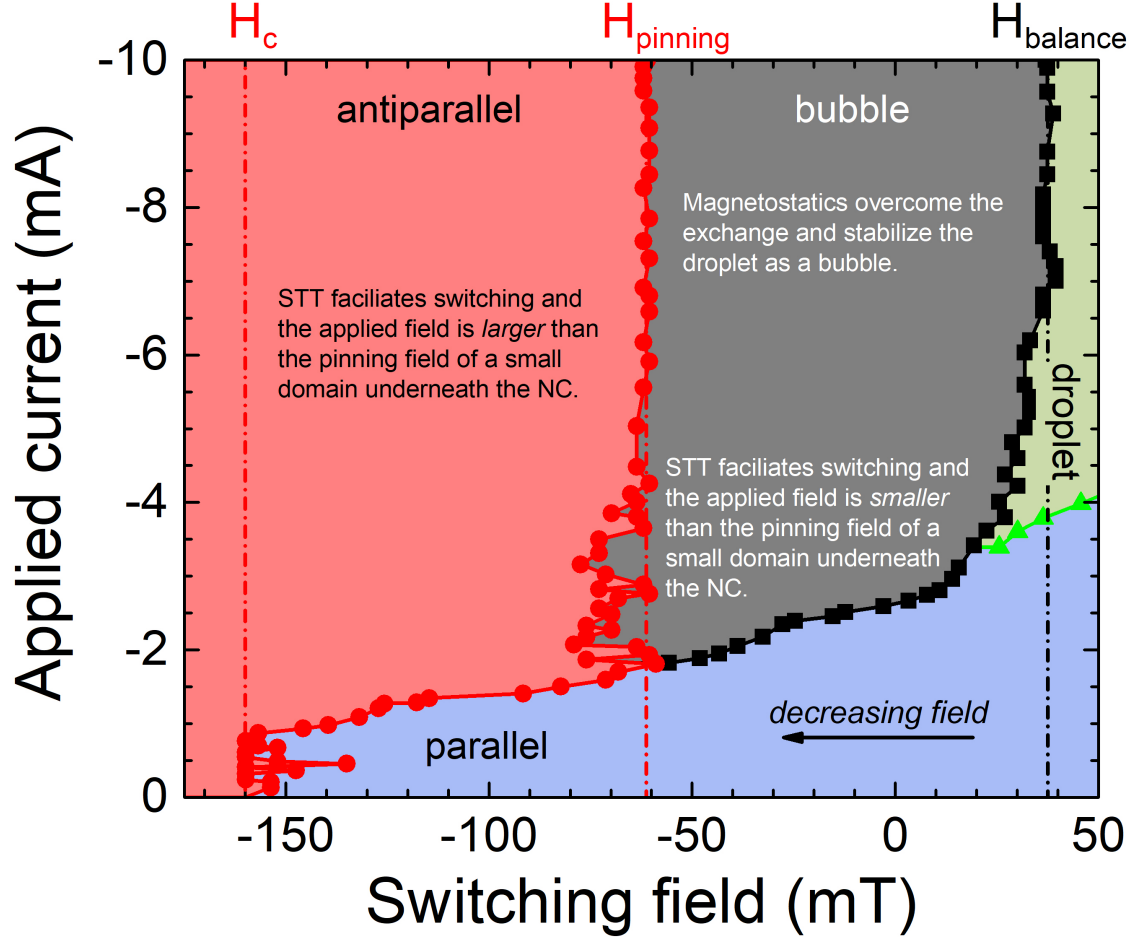 Hc
Hpinning
Hbalance
-10
-8
-6
-4
-2
0
Applied current (mA)
antiparallel
bubble
Magnetostatics overcome the
exchange and stabilize the
droplet as a bubble.
STT faciliates switching and
the applied field is larger than
the pinning field of a small
domain underneath the NC.
droplet
STT faciliates switching and
the applied field is smaller
than the pinning field of a
small domain underneath
the NC.
decreasing field
parallel
-150
-100
-50
0
50
Switching field (mT)